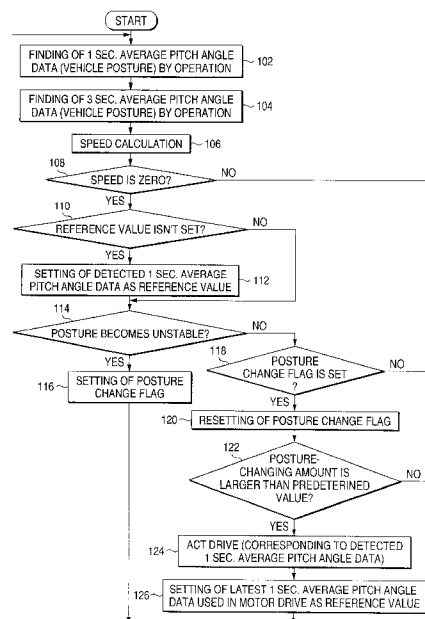 START
FINDING OF 1 SEC. AVERAGE PITCH ANGLE
DATA (VEHICLE POSTURE) BY OPERATION
102
FINDING OF 3 SEC. AVERAGE PITCH ANGLE
DATA (VEHICLE POSTURE) BY OPERATION
104
SPEED CALCULATION
106
108
SPEED IS ZERO?
NO
YES
110
REFERENCE VALUE ISN'T SET?
NO
YES
SETTING OF DETECTED 1 SEC. AVERAGE
PITCH ANGLE DATA AS REFERENCE VALUE
112
114
POSTURE BECOMES UNSTABLE?
NO
YES
116
SETTING OF POSTURE
CHANGE FLAG
118
POSTURE
CHANGE FLAG IS SET
?
NO
YES
120
RESETTING OF POSTURE CHANGE FLAG
122
POSTURE-
CHANGING AMOUNT IS
LARGER THAN PREDETERINED
VALUE?
NO
YES
124
ACT DRIVE (CORRESPONDING TO DETECTED
1 SEC. AVERAGE PITCH ANGLE DATA)
126
SETTING OF LATEST 1 SEC. AVERAGE PITCH ANGLE
DATA USED IN MOTOR DRIVE AS REFERENCE VALUE